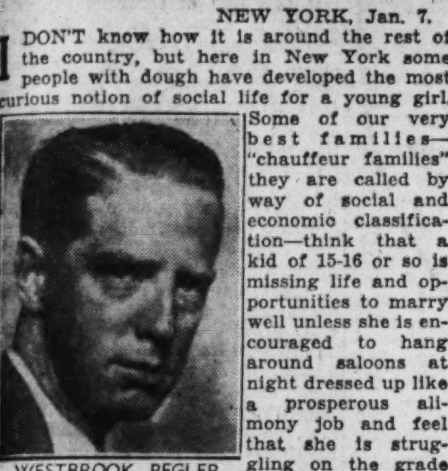 NEW YORK, Jan. 7.
I DON'T know how it is around the rest of
the country, but here in New York some
people with dough have developed the most
curious notion of social life for a young girl.
Some of our very
best families—
"chauffeur families"
they are called by
way of social and
economic classifica-
tion—think that a
kid of 15-16 or so is
missing life and op-
portunities to marry
well unless she is en-
couraged to hang
around saloons at
night dressed up like
a prosperous ali-
mony job and feel
that she is strug-
gling on the grade
WESTBROOK PEGLER